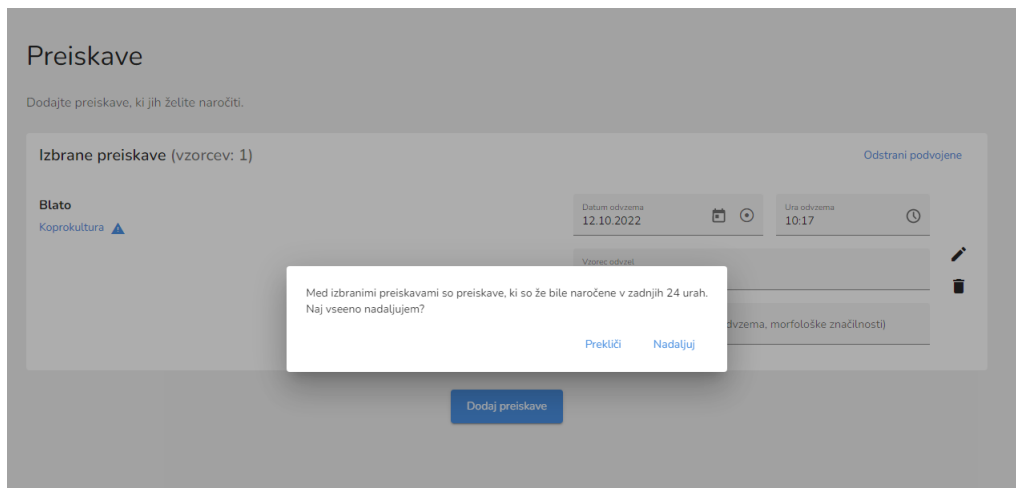 Preiskave
Dodajte preiskave, ki jih želite naročiti.
Izbrane preiskave (vzorcev: 1)
Odstrani podvojene
Blato
Koprokultura
Datum odvzema
12.10.2022
Ura odvzema
10:17
Vzorec odvzel
Med izbranimi preiskavami so preiskave, ki so že bile naročene v zadnjih 24 urah.
Naj vseeno nadaljujem?
dvzema, morfološke značilnosti)
Prekliči
Nadaljuj
Dodaj preiskave